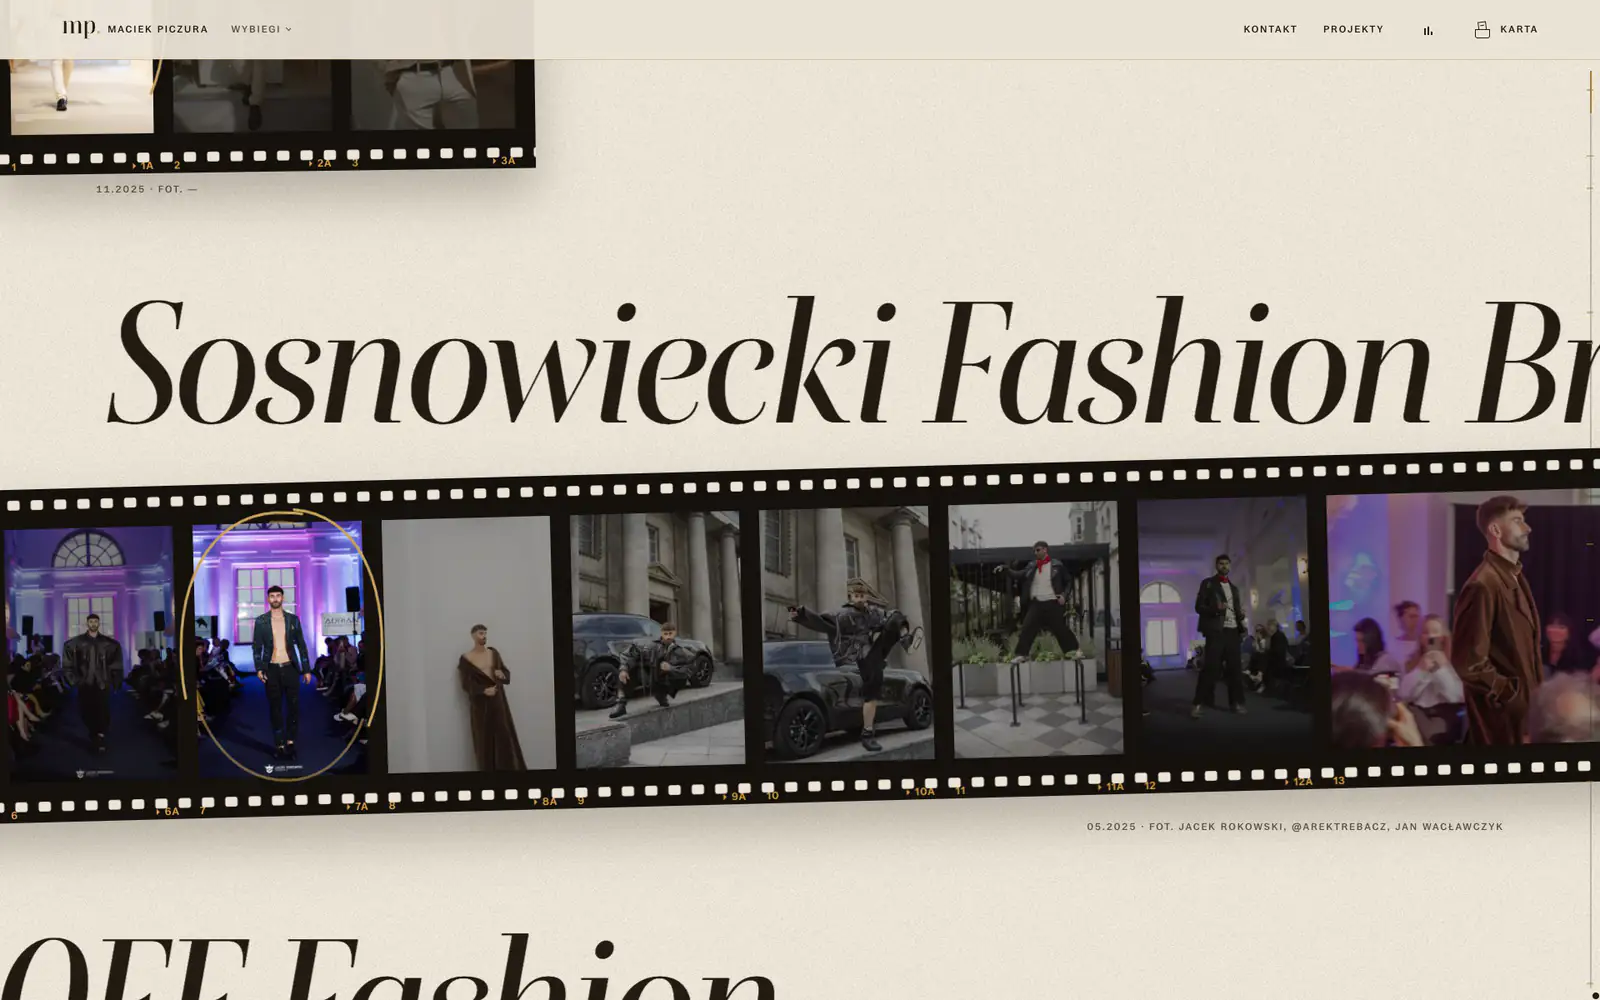 mp. MACIEK PICZURA WYBIEGI
KONTAKT PROJEKTY KARTA
1 1A 2 2A 3 3A
11.2025 · FOT. —
Sosnowiecki Fashion Br
6 6A 7 7A 8 8A 9 9A 10 10A 11 11A 12 12A 13
05.2025 · FOT. JACEK ROKOWSKI, @AREKTREBACZ, JAN WACŁAWCZYK
OFF Fashion